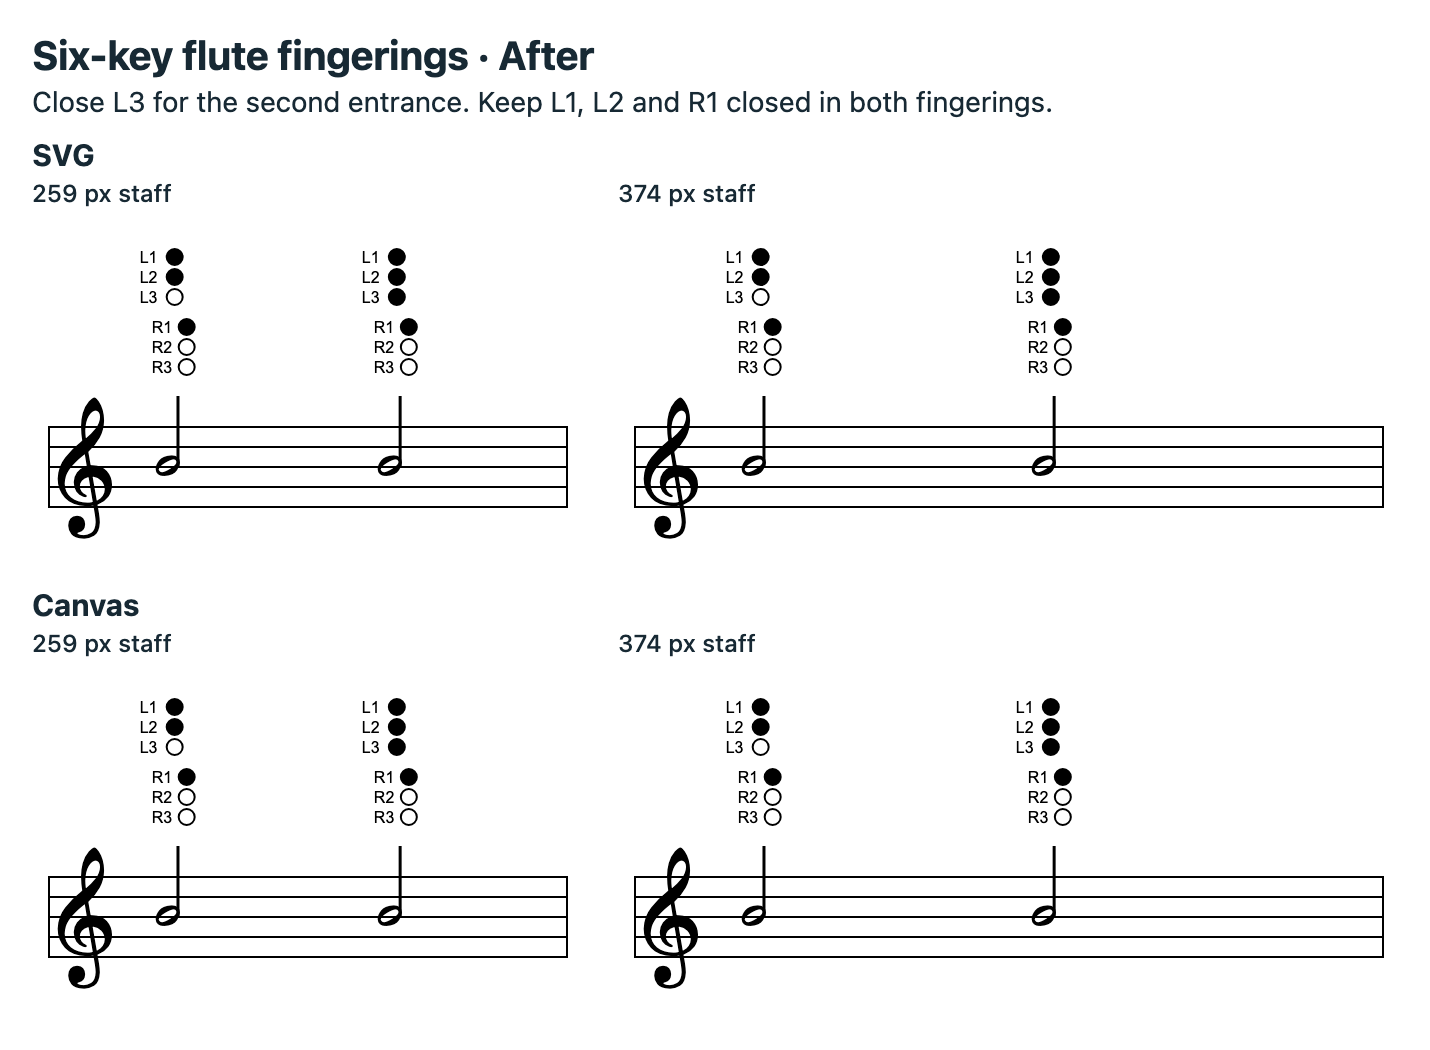 Six-key flute fingerings · After
Close L3 for the second entrance. Keep L1, L2 and R1 closed in both fingerings.
SVG
259 px staff
L1
L2
L3
R1
R2
R3
L1
L2
L3
R1
R2
R3
374 px staff
L1
L2
L3
R1
R2
R3
L1
L2
L3
R1
R2
R3
Canvas
259 px staff
L1
L2
L3
R1
R2
R3
L1
L2
L3
R1
R2
R3
374 px staff
L1
L2
L3
R1
R2
R3
L1
L2
L3
R1
R2
R3